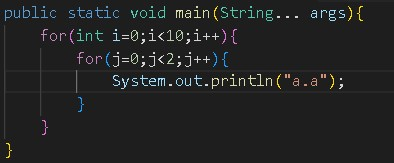 public static void main(String... args){
    for(int i=0;i<10;i++){
        for(j=0;j<2;j++){
            System.out.println("a.a");
        }
    }
}